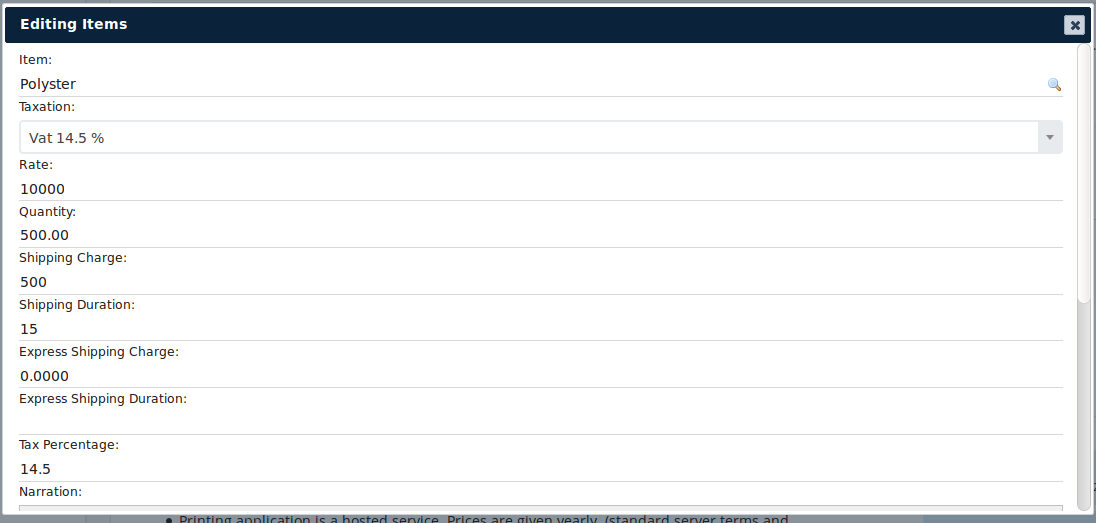 Editing Items
Item:
Polyster
Taxation:
Vat 14.5 %
Rate:
10000
Quantity:
500.00
Shipping Charge:
500
Shipping Duration:
15
Express Shipping Charge:
0.0000
Express Shipping Duration:
Tax Percentage:
14.5
Narration:
• Printing application is a hosted service. Prices are given yearly. (standard server terms and